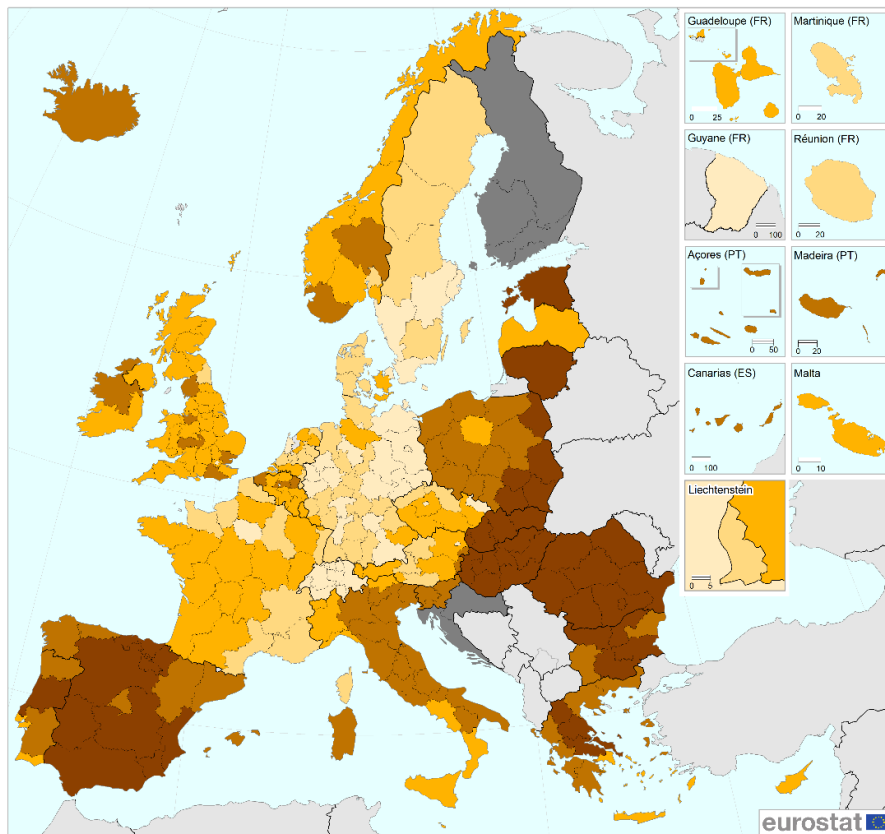 Guadeloupe (FR)
Martinique (FR)
0 25
0 20
Guyane (FR)
Réunion (FR)
0 100
0 20
Açores (PT)
Madeira (PT)
0 50
0 20
Canarias (ES)
Malta
0 100
0 10
Liechtenstein
0 5
eurostat